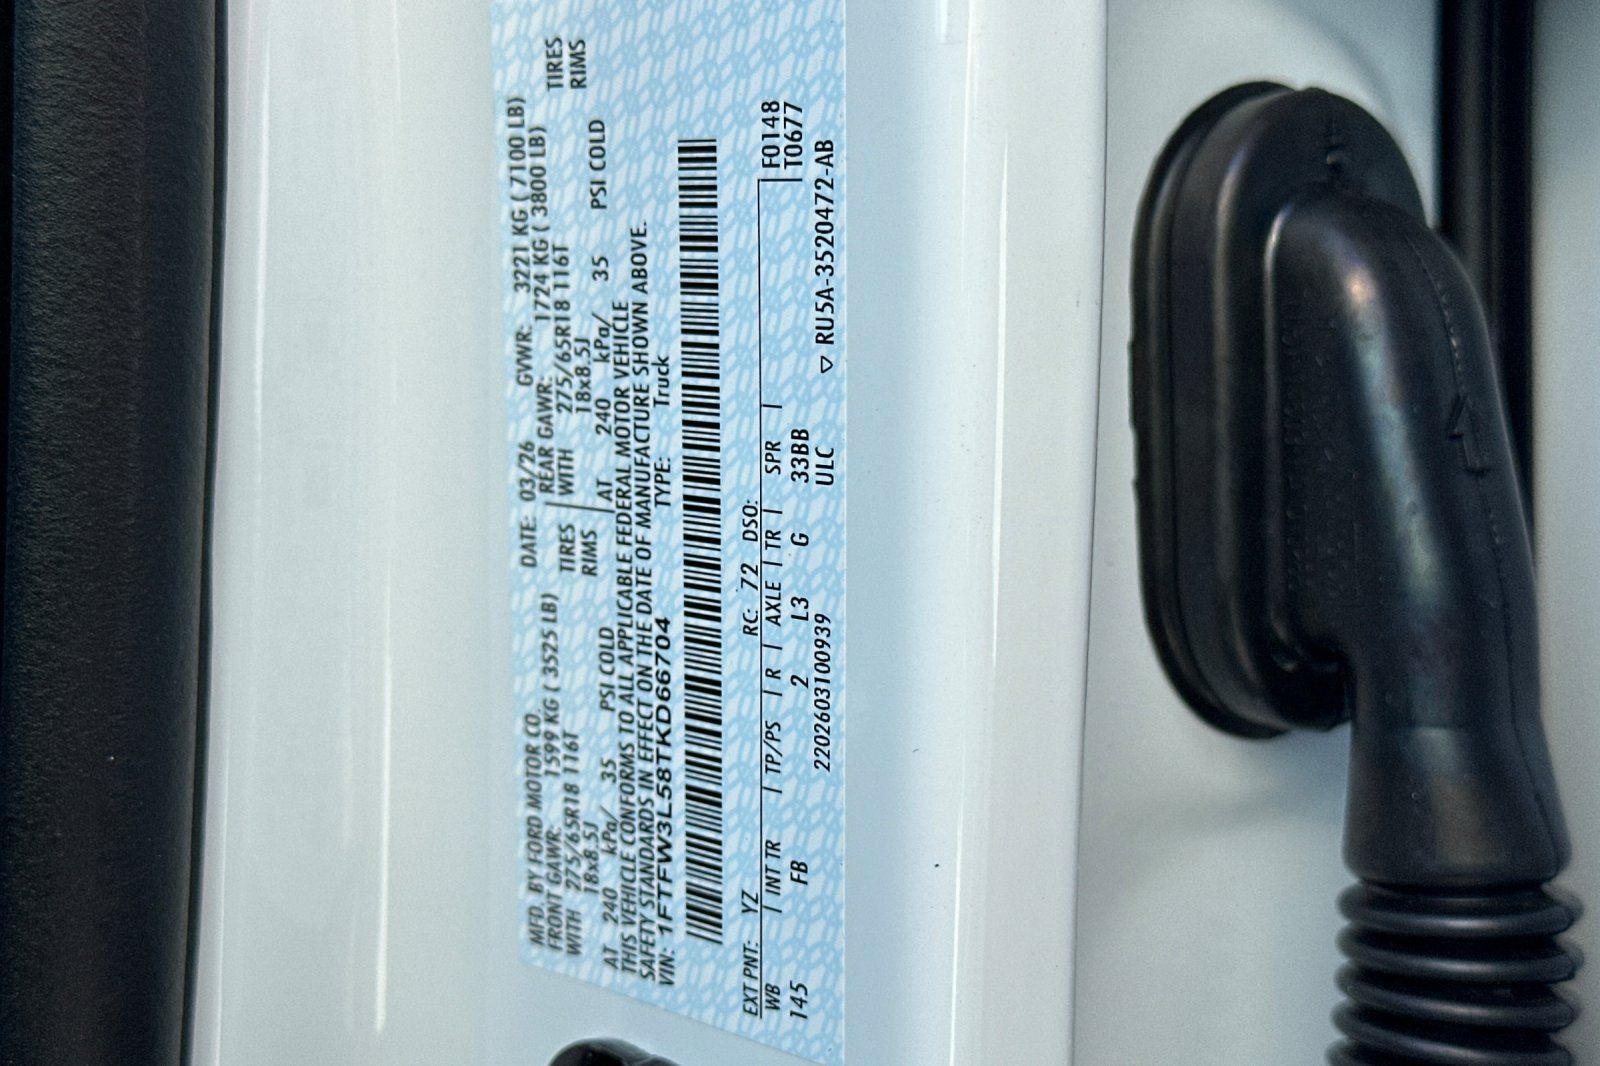 MFD. BY FORD MOTOR CO. DATE: 03/26 GVWR: 3221 KG ( 7100 LB)
FRONT GAWR: 1599 KG ( 3525 LB) REAR GAWR: 1724 KG ( 3800 LB)
WITH 275/65R18 116T TIRES WITH 275/65R18 116T TIRES
18x8.5J RIMS 18x8.5J RIMS
AT 240 kPa/ 35 PSI COLD AT 240 kPa/ 35 PSI COLD
THIS VEHICLE CONFORMS TO ALL APPLICABLE FEDERAL MOTOR VEHICLE
SAFETY STANDARDS IN EFFECT ON THE DATE OF MANUFACTURE SHOWN ABOVE.
VIN: 1FTFW3L58TKD66704 TYPE: Truck
EXT PNT: YZ RC: 72 DSO:
WB | INT TR | TP/PS | R | AXLE | TR | SPR | F0148
145 FB 2 L3 G 33BB T0677
2202603100939 ULC ▽ RU5A-3520472-AB